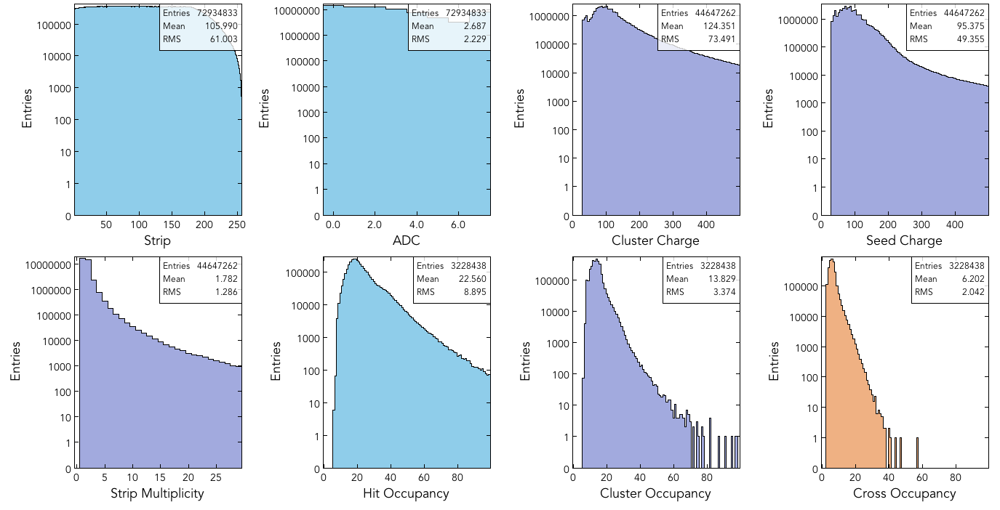 Entries 72934833
Mean 105.990
RMS 61.003
100000
10000
1000
100
10
1
0
50 100 150 200 250
Entries
Strip
Entries 72934833
Mean 2.687
RMS 2.229
10000000
1000000
100000
10000
1000
100
10
1
0
0.0 2.0 4.0 6.0
Entries
ADC
Entries 44647262
Mean 124.351
RMS 73.491
1000000
100000
10000
1000
100
10
1
0
0 100 200 300 400
Entries
Cluster Charge
Entries 44647262
Mean 95.375
RMS 49.355
1000000
100000
10000
1000
100
10
1
0
0 100 200 300 400
Entries
Seed Charge
Entries 44647262
Mean 1.782
RMS 1.286
10000000
1000000
100000
10000
1000
100
10
1
0
0 5 10 15 20 25
Entries
Strip Multiplicity
Entries 3228438
Mean 22.560
RMS 8.895
100000
10000
1000
100
10
1
0
0 20 40 60 80
Entries
Hit Occupancy
Entries 3228438
Mean 13.829
RMS 3.374
100000
10000
1000
100
10
1
0
0 20 40 60 80
Entries
Cluster Occupancy
Entries 3228438
Mean 6.202
RMS 2.042
100000
10000
1000
100
10
1
0
0 20 40 60 80
Entries
Cross Occupancy